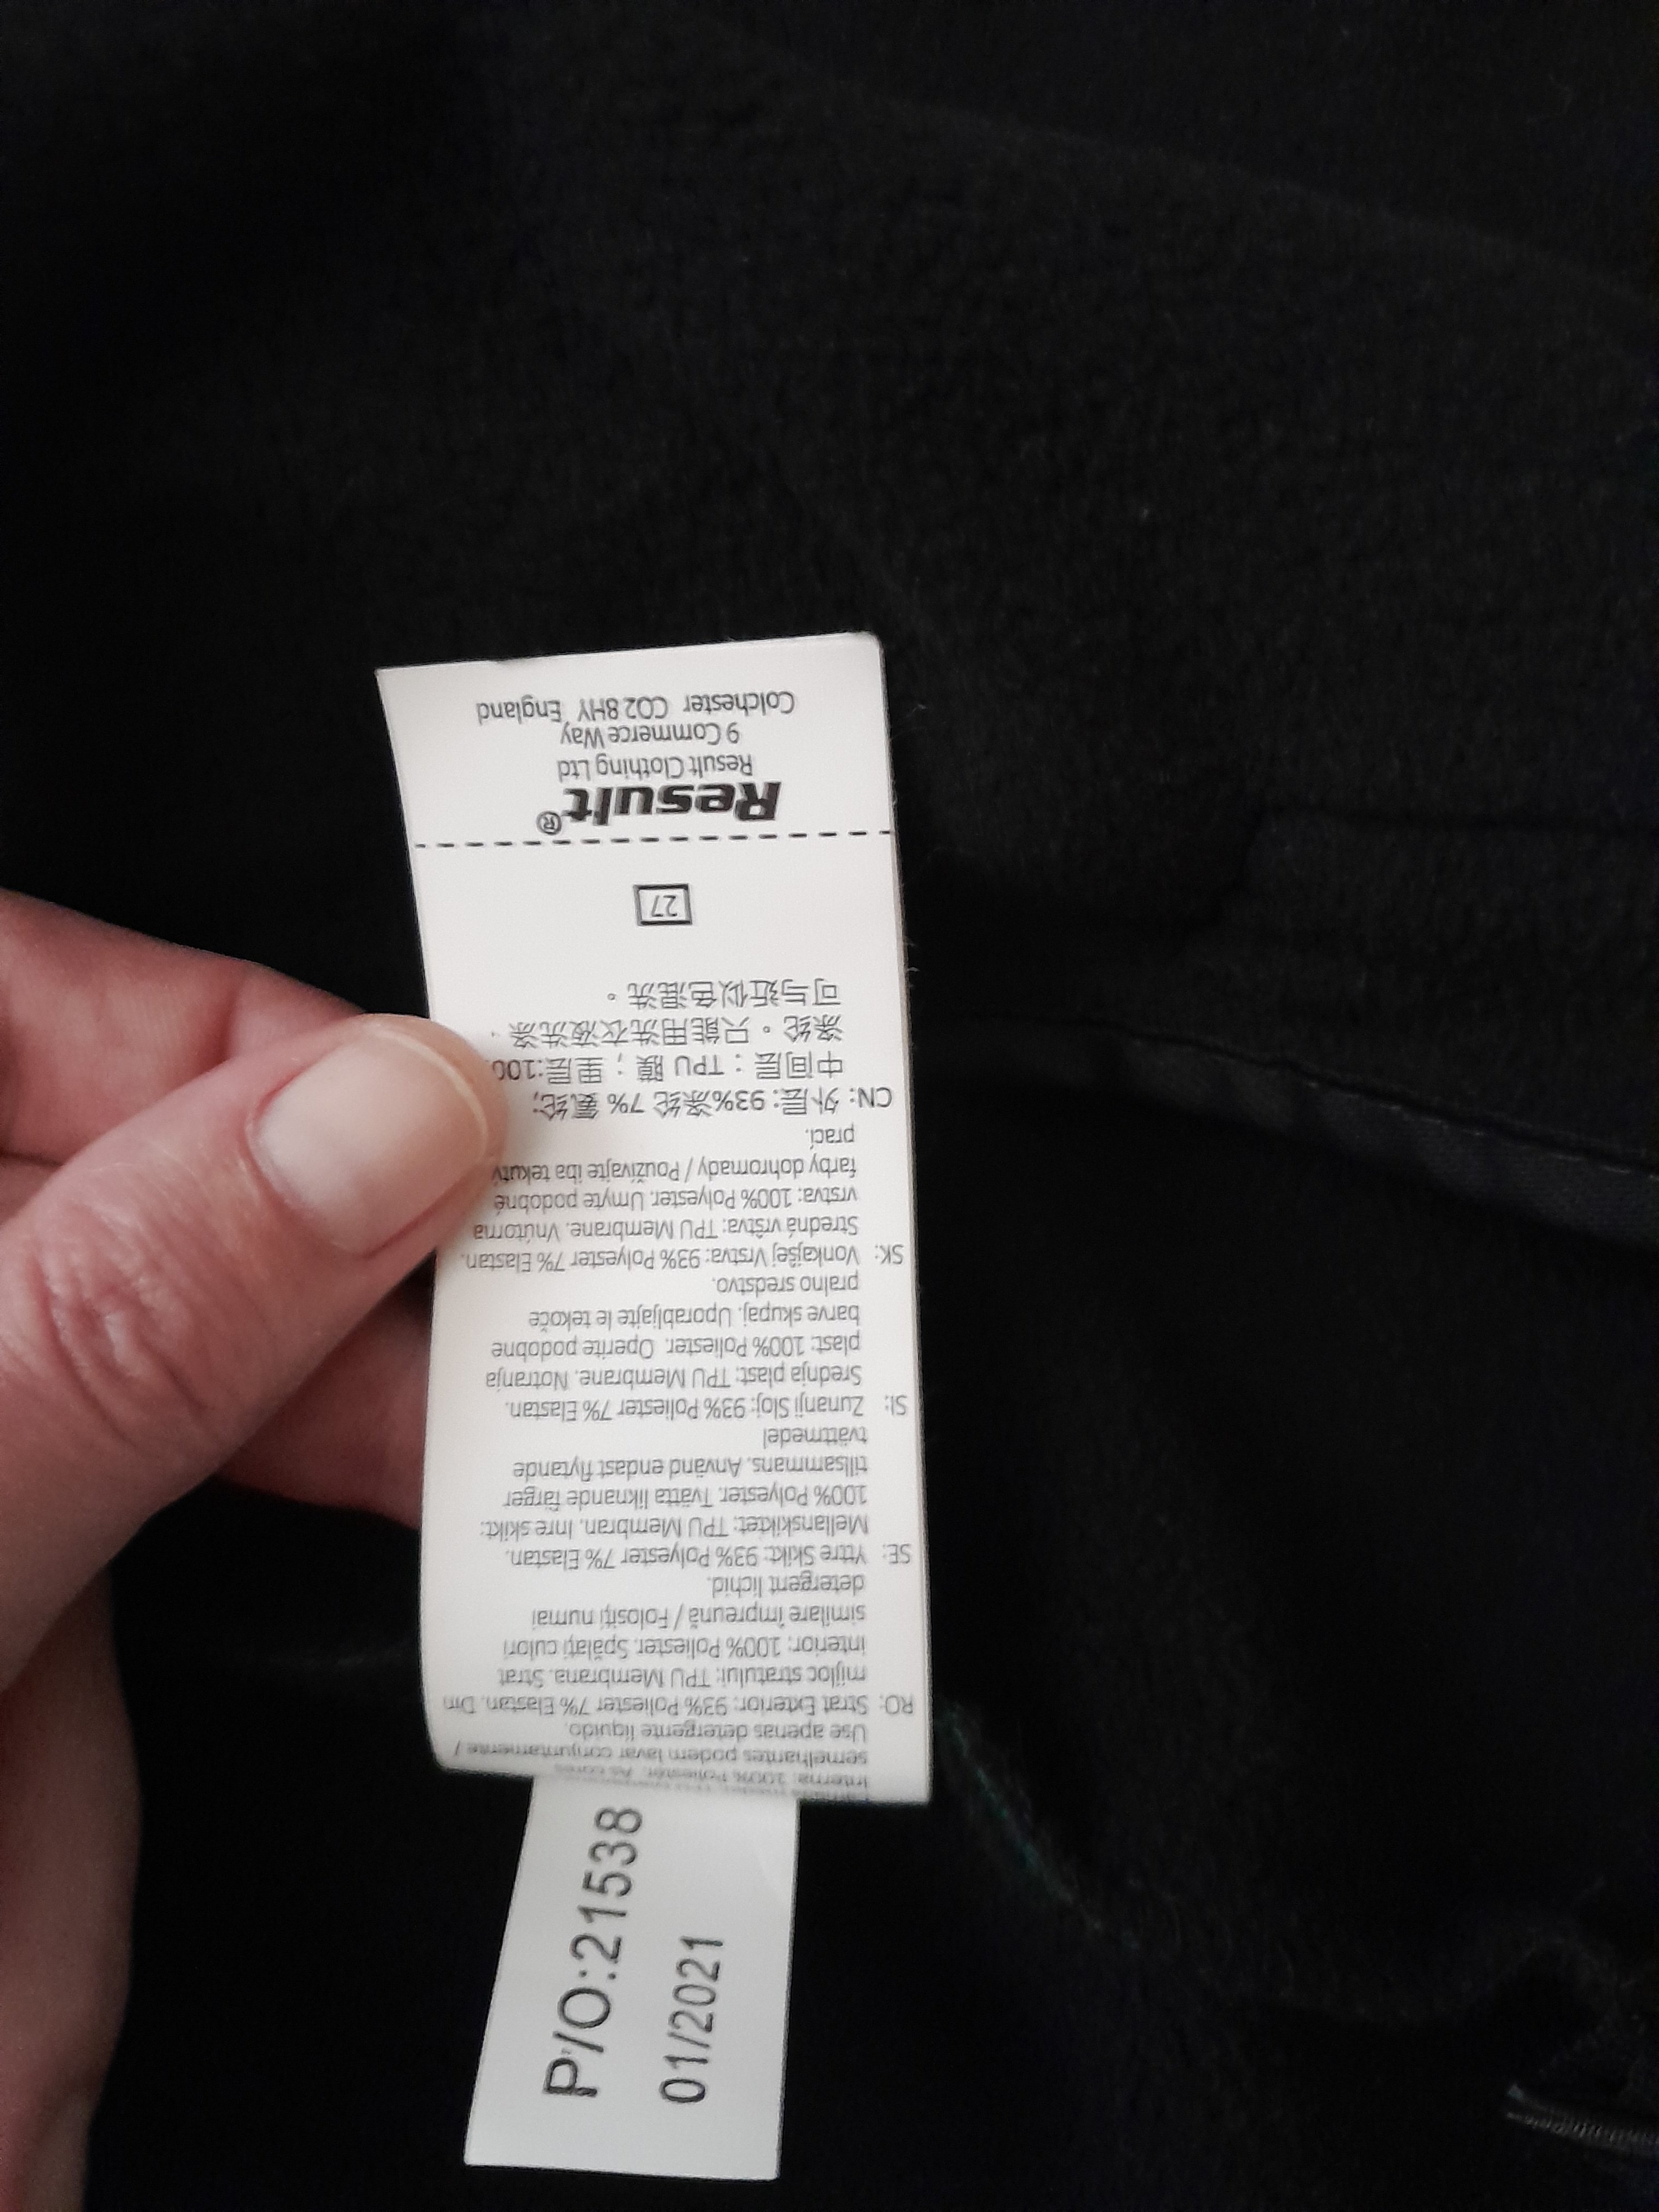 semelhantes podem lavar conjuntamente /
Use apenas detergente líquido.
RO: Strat Exterior: 93% Poliester 7% Elastan. Dm
mijloc stratului: TPU Membrana. Strat
interior: 100% Poliester. Spălaţi culori
similare împreună / Folosiţi numai
detergent lichid.
SE: Yttre Skikt: 93% Polyester 7% Elastan.
Mellanskiktet: TPU Membran. Inre skikt:
100% Polyester. Tvätta liknande färger
tillsammans. Använd endast flytande
tvättmedel
SI: Zunanji Sloj: 93% Poliester 7% Elastan.
Srednja plast: TPU Membrane. Notranja
plast: 100% Poliester. Operite podobne
barve skupaj. Uporabljajte le tekoče
pralno sredstvo.
SK: Vonkajšej Vrstva: 93% Polyester 7% Elastan.
Stredná vrstva: TPU Membrane. Vnútorna
vrstva: 100% Polyester. Umyte podobné
farby dohromady / Používajte iba tekutý
prací.
CN: 外层: 93%涤纶 7% 氨纶;
中间层：TPU 膜；里层:100
涤纶。只能用洗衣液洗涤.
可与近似色混洗。
27
Result®
Result Clothing Ltd
9 Commerce Way
Colchester CO2 8HY England
P/O:21538
01/2021